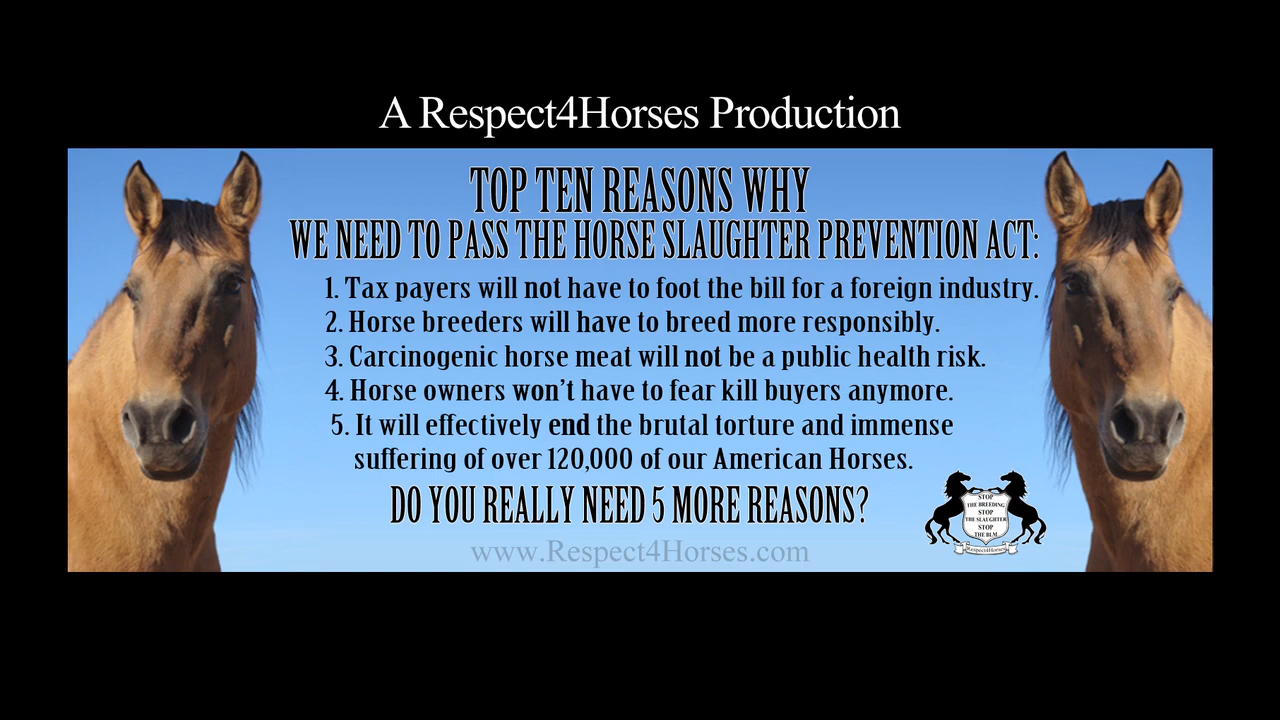 A Respect4Horses Production
TOP TEN REASONS WHY
WE NEED TO PASS THE HORSE SLAUGHTER PREVENTION ACT:
1. Tax payers will not have to foot the bill for a foreign industry.
2. Horse breeders will have to breed more responsibly.
3. Carcinogenic horse meat will not be a public health risk.
4. Horse owners won't have to fear kill buyers anymore.
5. It will effectively end the brutal torture and immense
suffering of over 120,000 of our American Horses.
DO YOU REALLY NEED 5 MORE REASONS?
www.Respect4Horses.com
STOP
THE BREEDING
STOP
THE SLAUGHTER
STOP
THE BLM
Respect4Horses